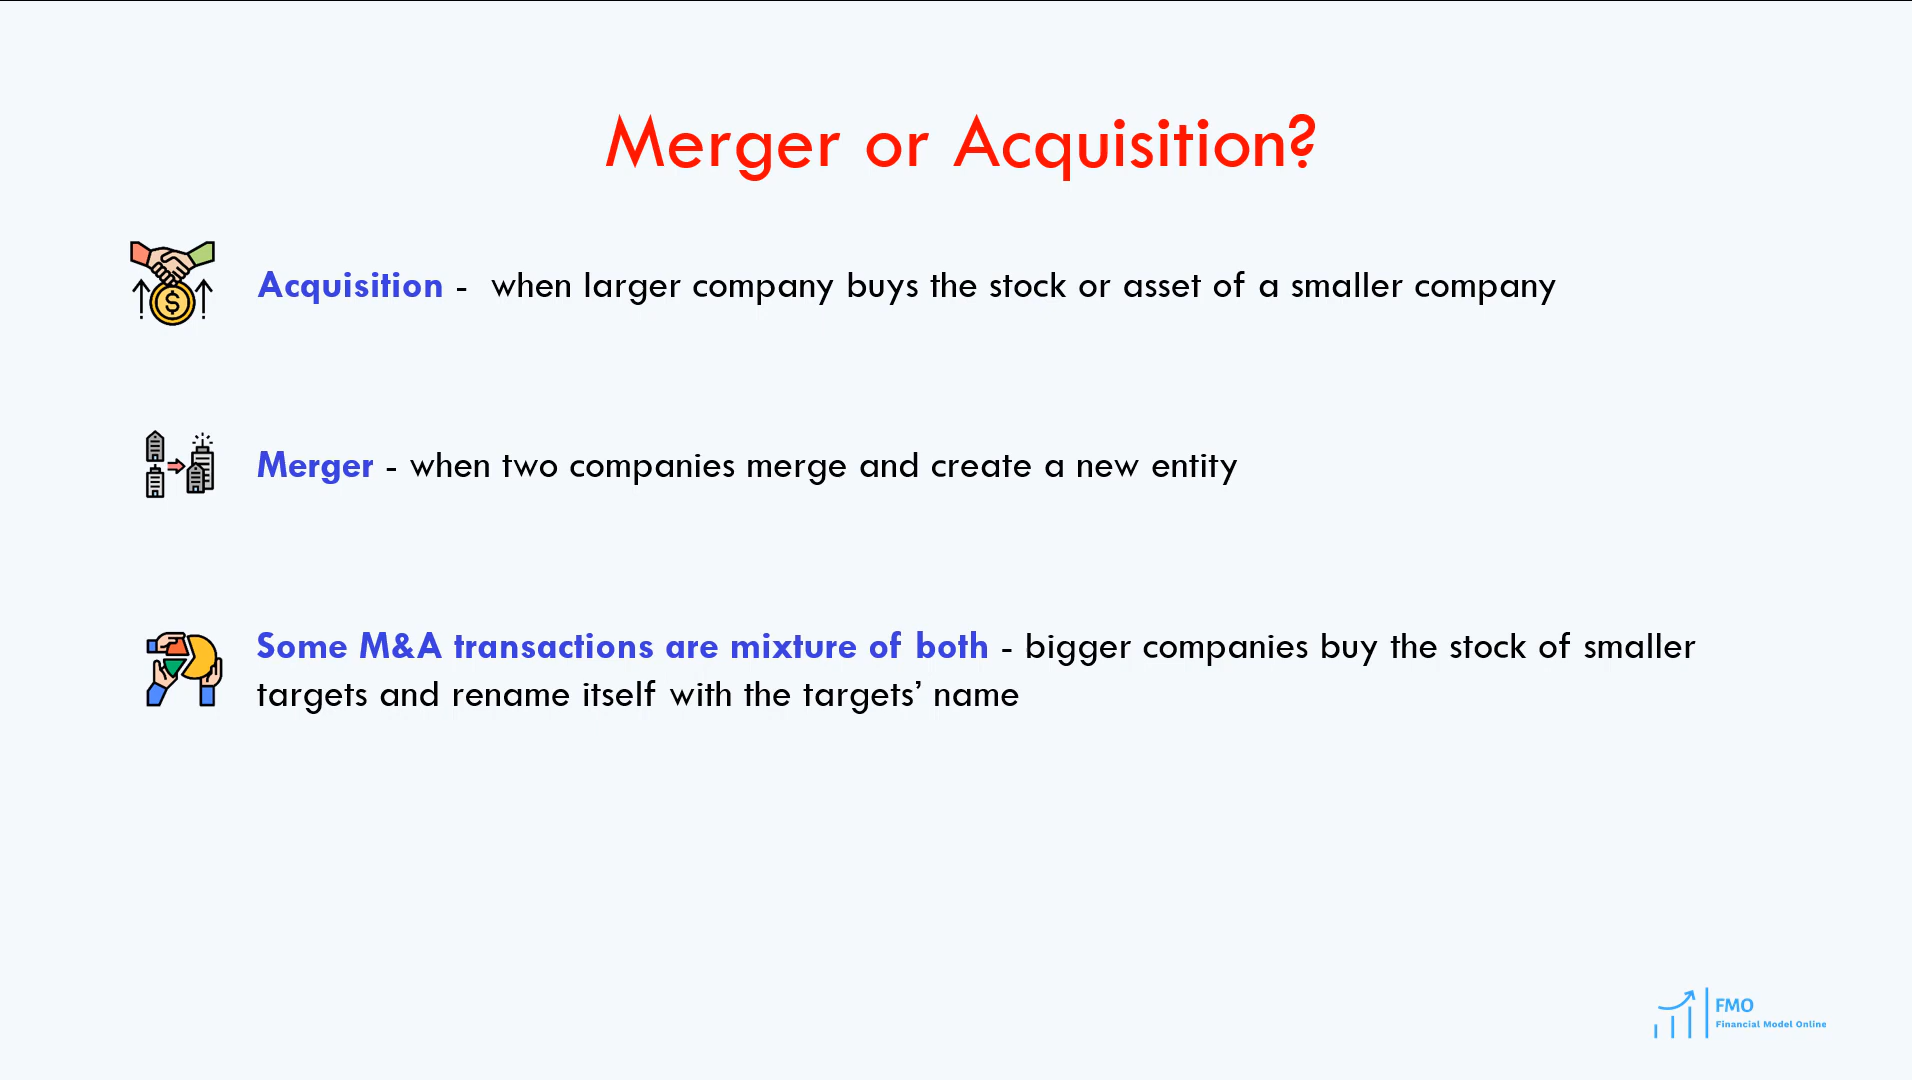 Merger or Acquisition?
$
Acquisition -  when larger company buys the stock or asset of a smaller company
Merger - when two companies merge and create a new entity
Some M&A transactions are mixture of both - bigger companies buy the stock of smaller
targets and rename itself with the targets’ name
FMO
Financial Model Online